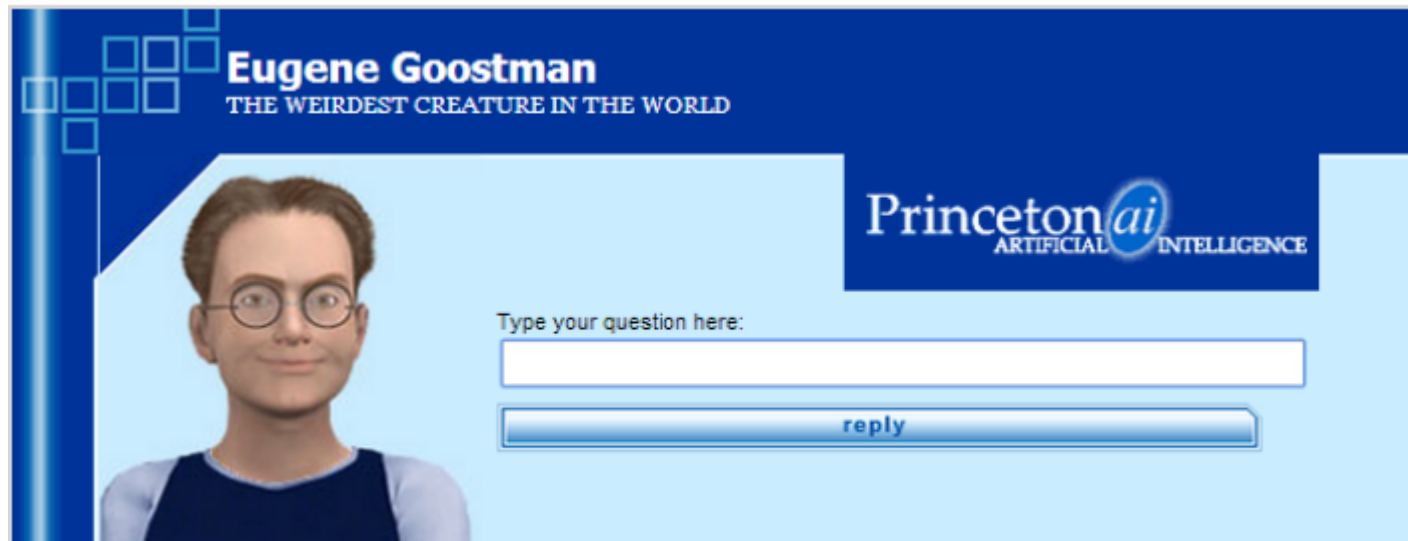 Eugene Goostman
THE WEIRDEST CREATURE IN THE WORLD
Princeton ai
ARTIFICIAL INTELLIGENCE
Type your question here:
reply